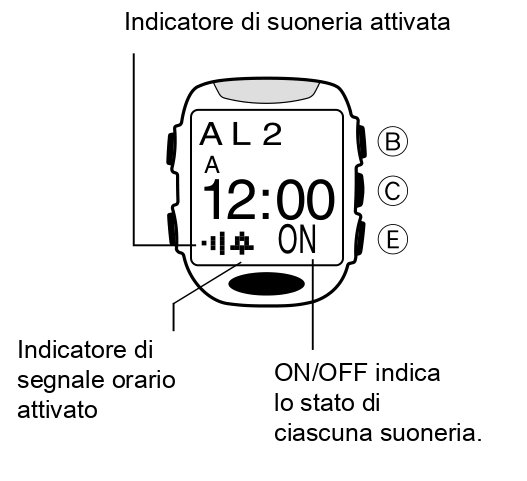 Indicatore di suoneria attivata
AL2
A
12:00
ON
B
C
E
Indicatore di
segnale orario
attivato
ON/OFF indica
lo stato di
ciascuna suoneria.